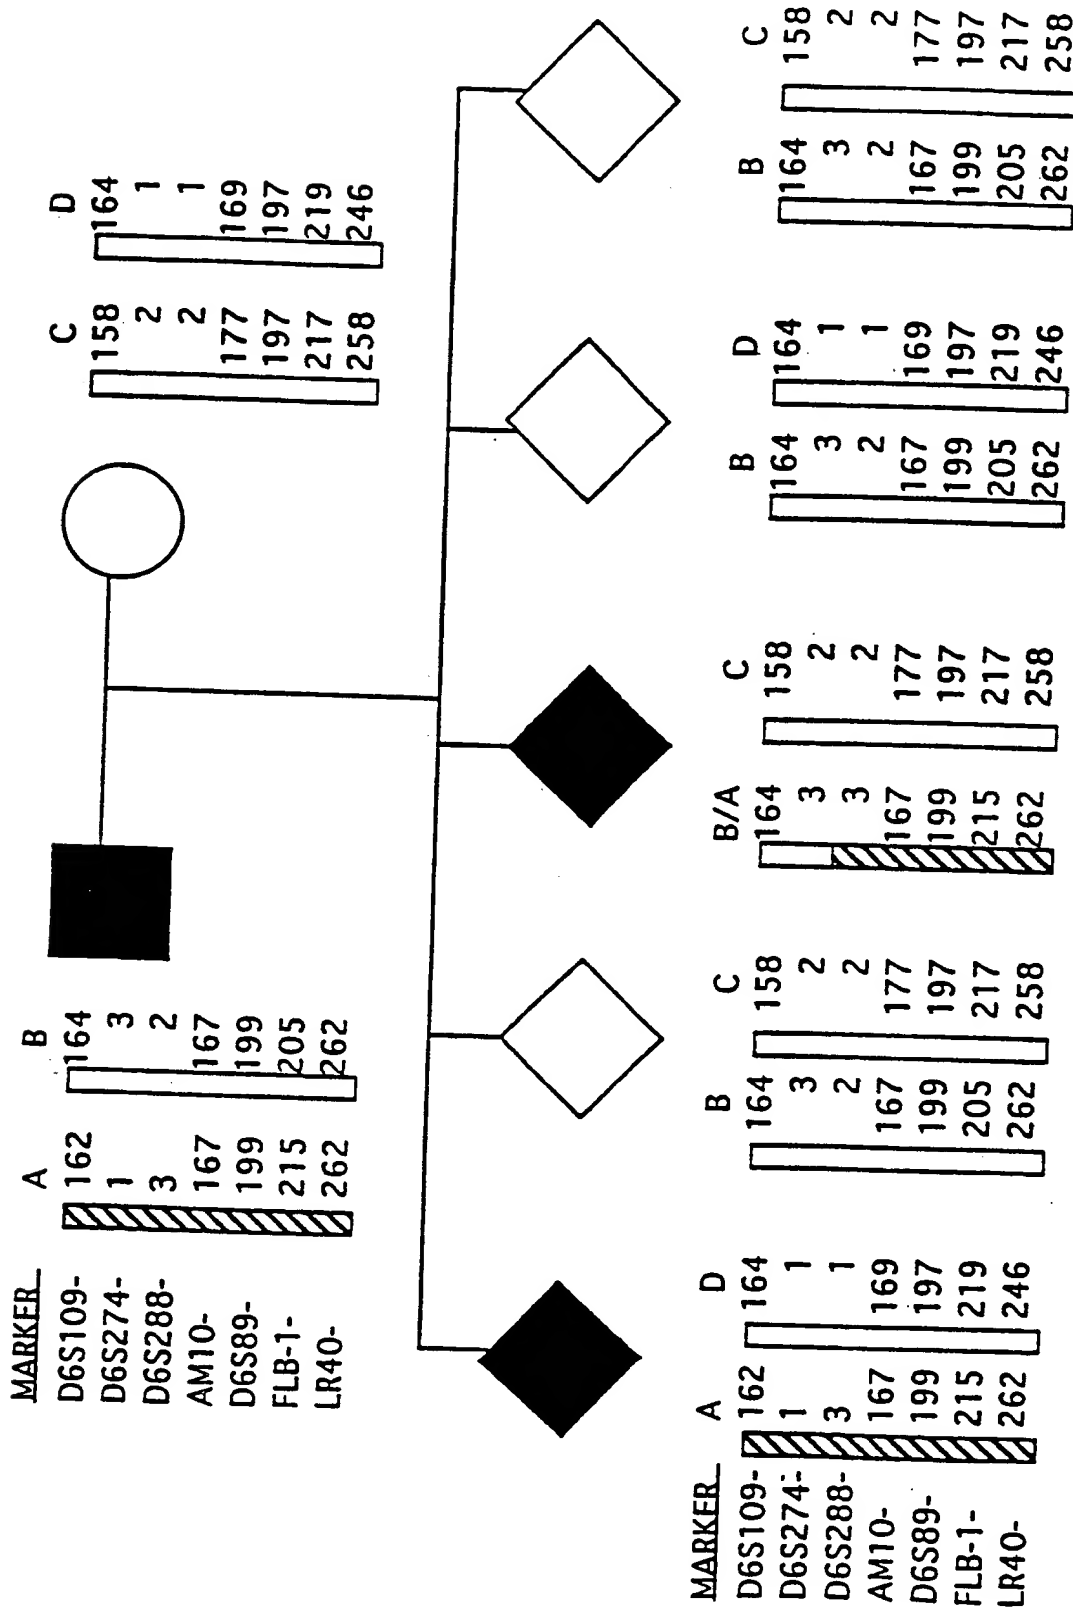 MARKER A B C D
D6S109- 162 164 158 164
D6S274- 1 3 2 1
D6S288- 3 2 2 1
AM10- 167 167 177 169
D6S89- 199 199 197 197
FLB-1- 215 205 217 219
LR40- 262 262 258 246
MARKER A D B C B/A C B D B C
D6S109- 162 164 164 158 164 158 164 164 164 158
D6S274- 1 1 3 2 3 2 3 1 3 2
D6S288- 3 1 2 2 3 2 2 1 2 2
AM10- 167 169 167 177 167 177 167 169 167 177
D6S89- 199 197 199 197 199 197 199 197 199 197
FLB-1- 215 219 205 217 215 217 205 219 205 217
LR40- 262 246 262 258 262 258 262 246 262 258